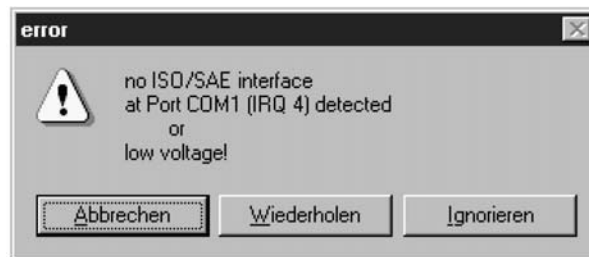 error
no ISO/SAE interface
at Port COM1 (IRQ 4) detected
or
low voltage!
Abbrechen
Wiederholen
Ignorieren